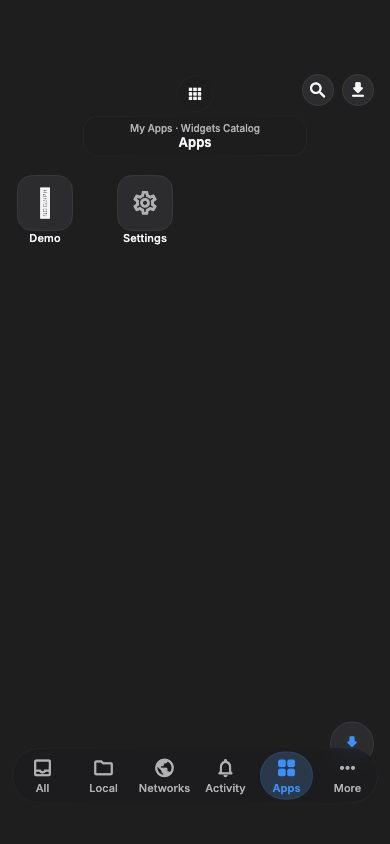 My Apps · Widgets Catalog
Apps
Demo
Settings
All
Local
Networks
Activity
Apps
More